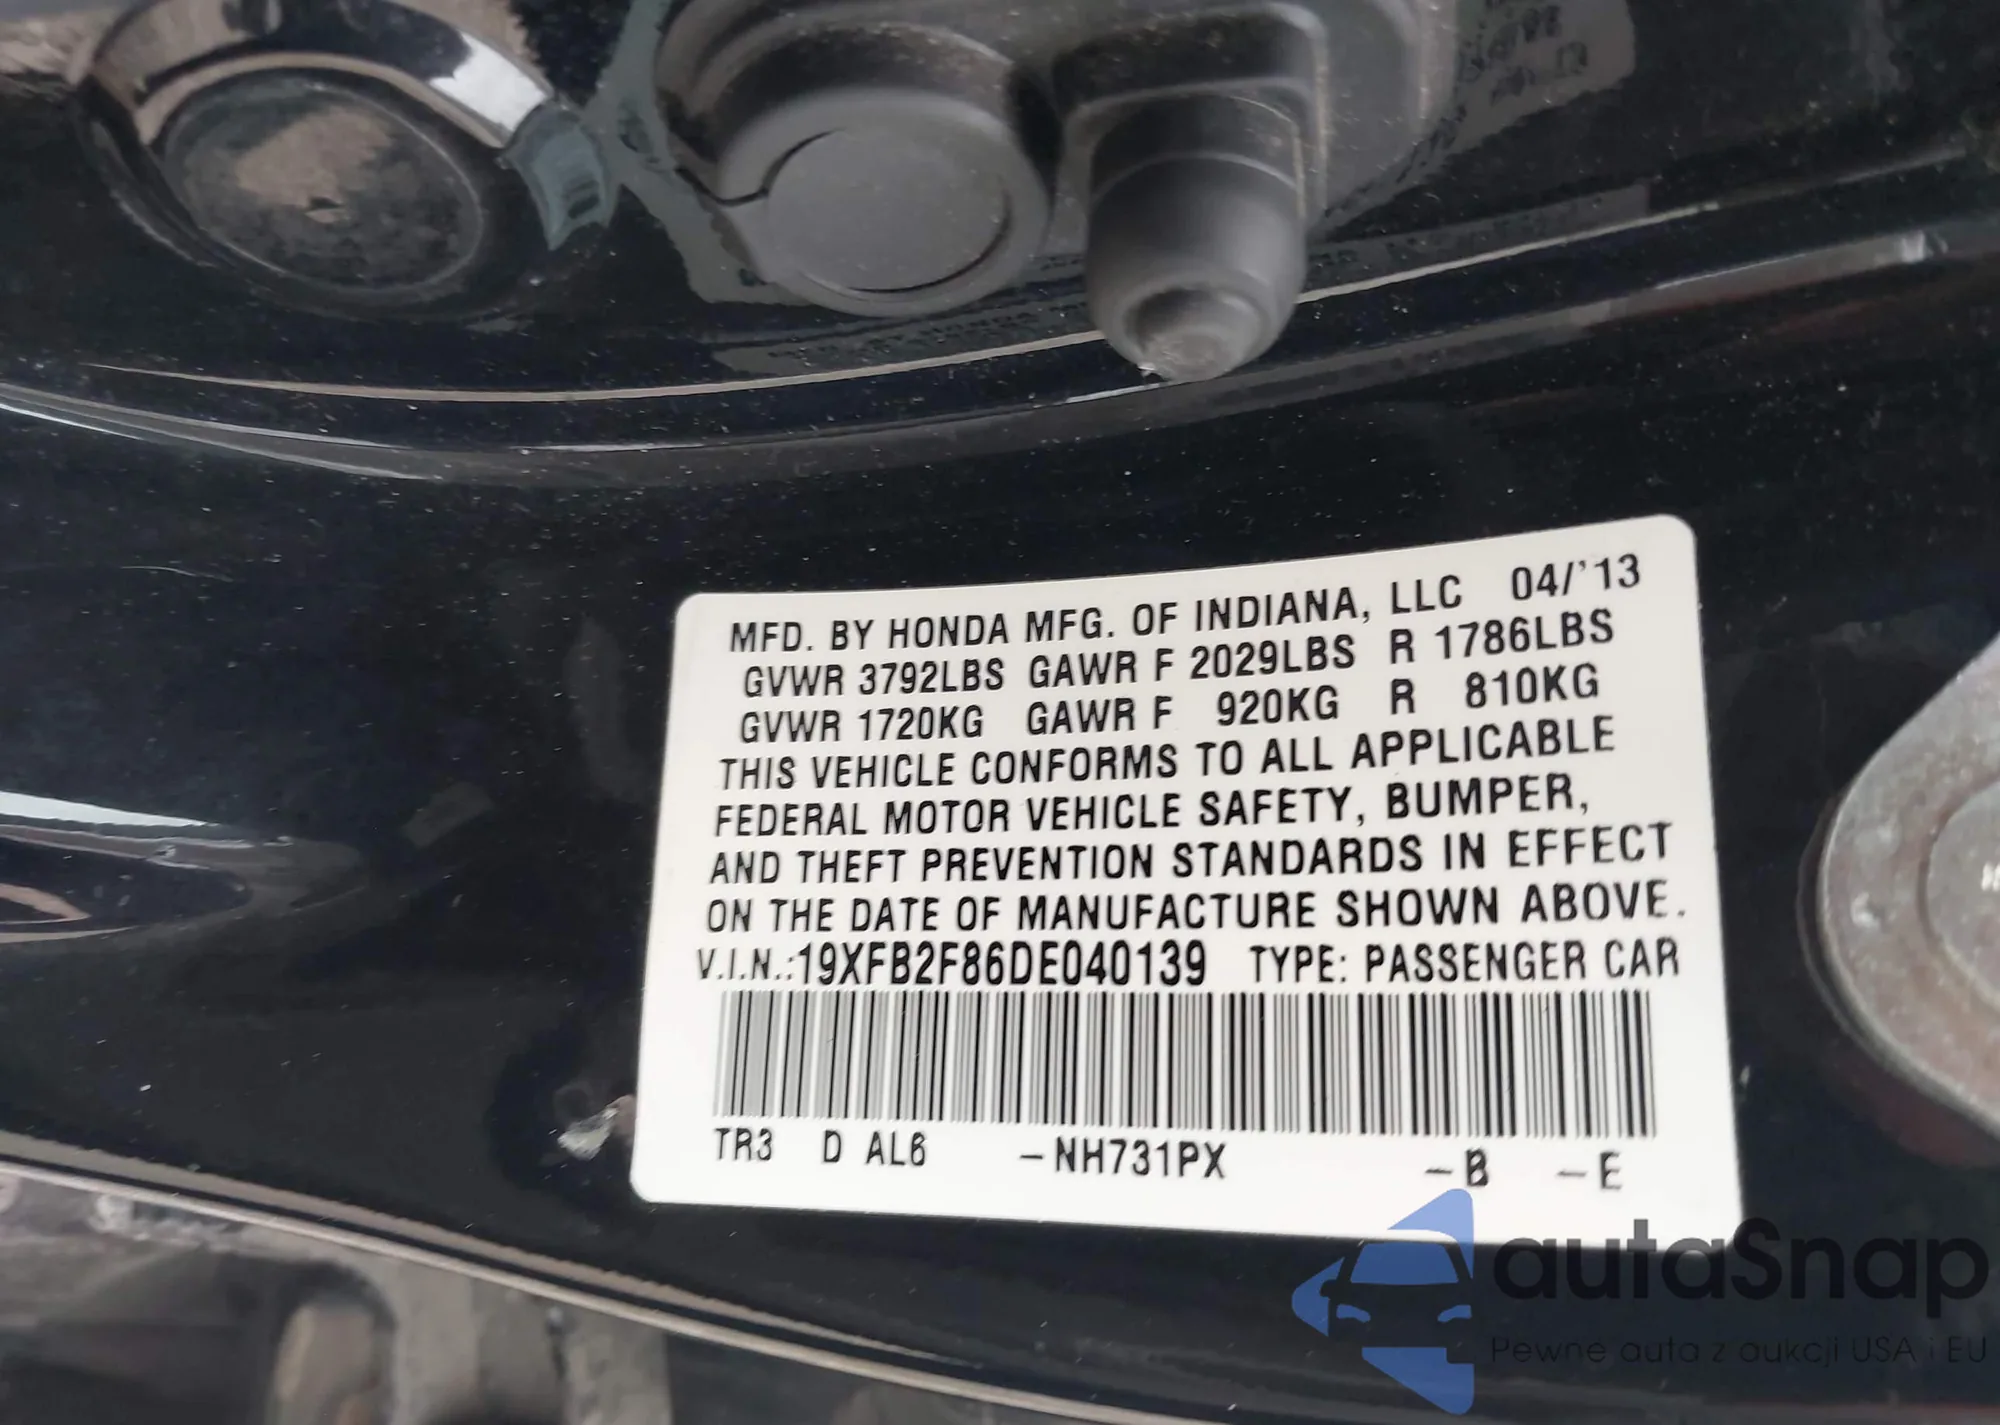 MFD. BY HONDA MFG. OF INDIANA, LLC 04/'13
GVWR 3792LBS GAWR F 2029LBS R 1786LBS
GVWR 1720KG GAWR F 920KG R 810KG
THIS VEHICLE CONFORMS TO ALL APPLICABLE
FEDERAL MOTOR VEHICLE SAFETY, BUMPER,
AND THEFT PREVENTION STANDARDS IN EFFECT
ON THE DATE OF MANUFACTURE SHOWN ABOVE.
V.I.N.:19XFB2F86DE040139 TYPE: PASSENGER CAR
TR3 D AL6 -NH731PX -B -E
autaSnap
Pewne auta z aukcji USA i EU